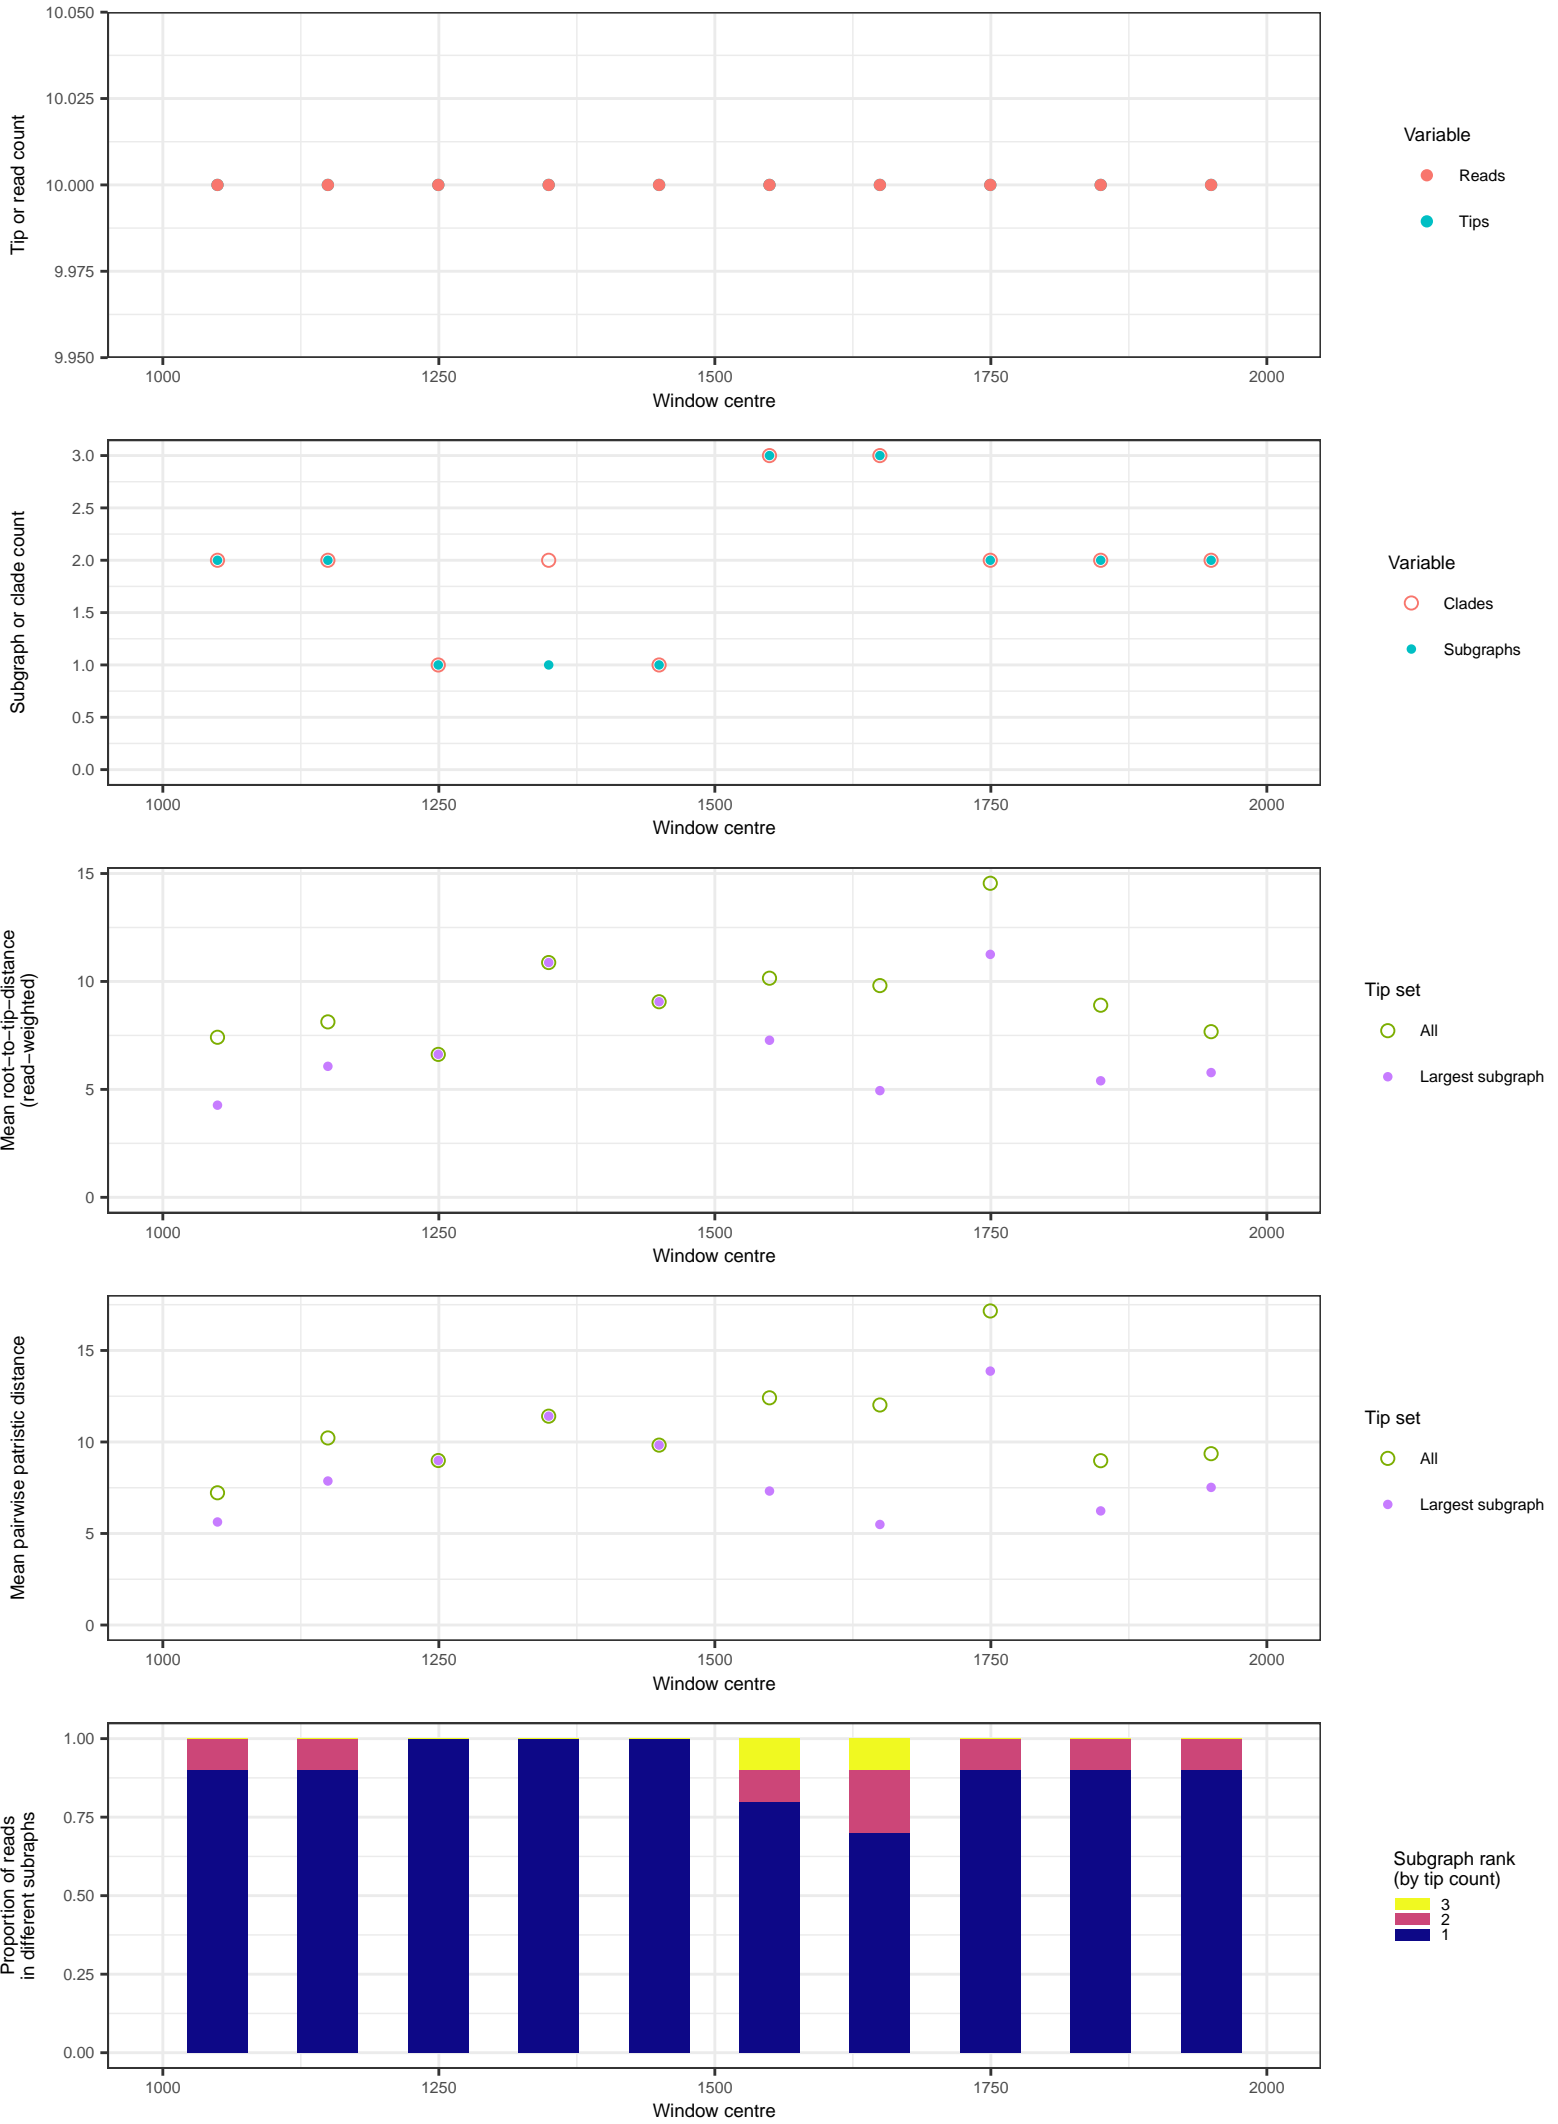 10.050
10.025
10.000
9.975
9.950
Tip or read count
1000 1250 1500 1750 2000
Window centre
Variable
Reads
Tips
3.0
2.5
2.0
1.5
1.0
0.5
0.0
Subgraph or clade count
1000 1250 1500 1750 2000
Window centre
Variable
Clades
Subgraphs
15
10
5
0
Mean root−to−tip−distance
(read−weighted)
1000 1250 1500 1750 2000
Window centre
Tip set
All
Largest subgraph
15
10
5
0
Mean pairwise patristic distance
1000 1250 1500 1750 2000
Window centre
Tip set
All
Largest subgraph
1.00
0.75
0.50
0.25
0.00
Proportion of reads
in different subraphs
1000 1250 1500 1750 2000
Window centre
Subgraph rank
(by tip count)
3
2
1